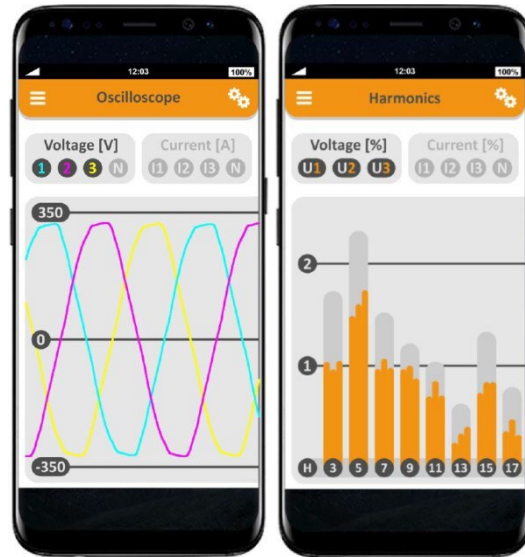 12:03 100%
Oscilloscope
Voltage [V] Current [A]
1 2 3 N I1 I2 I3 N
350
0
-350
12:03 100%
Harmonics
Voltage [%] Current [%]
U1 U2 U3 I1 I2 I3 N
2
1
H 3 5 7 9 11 13 15 17